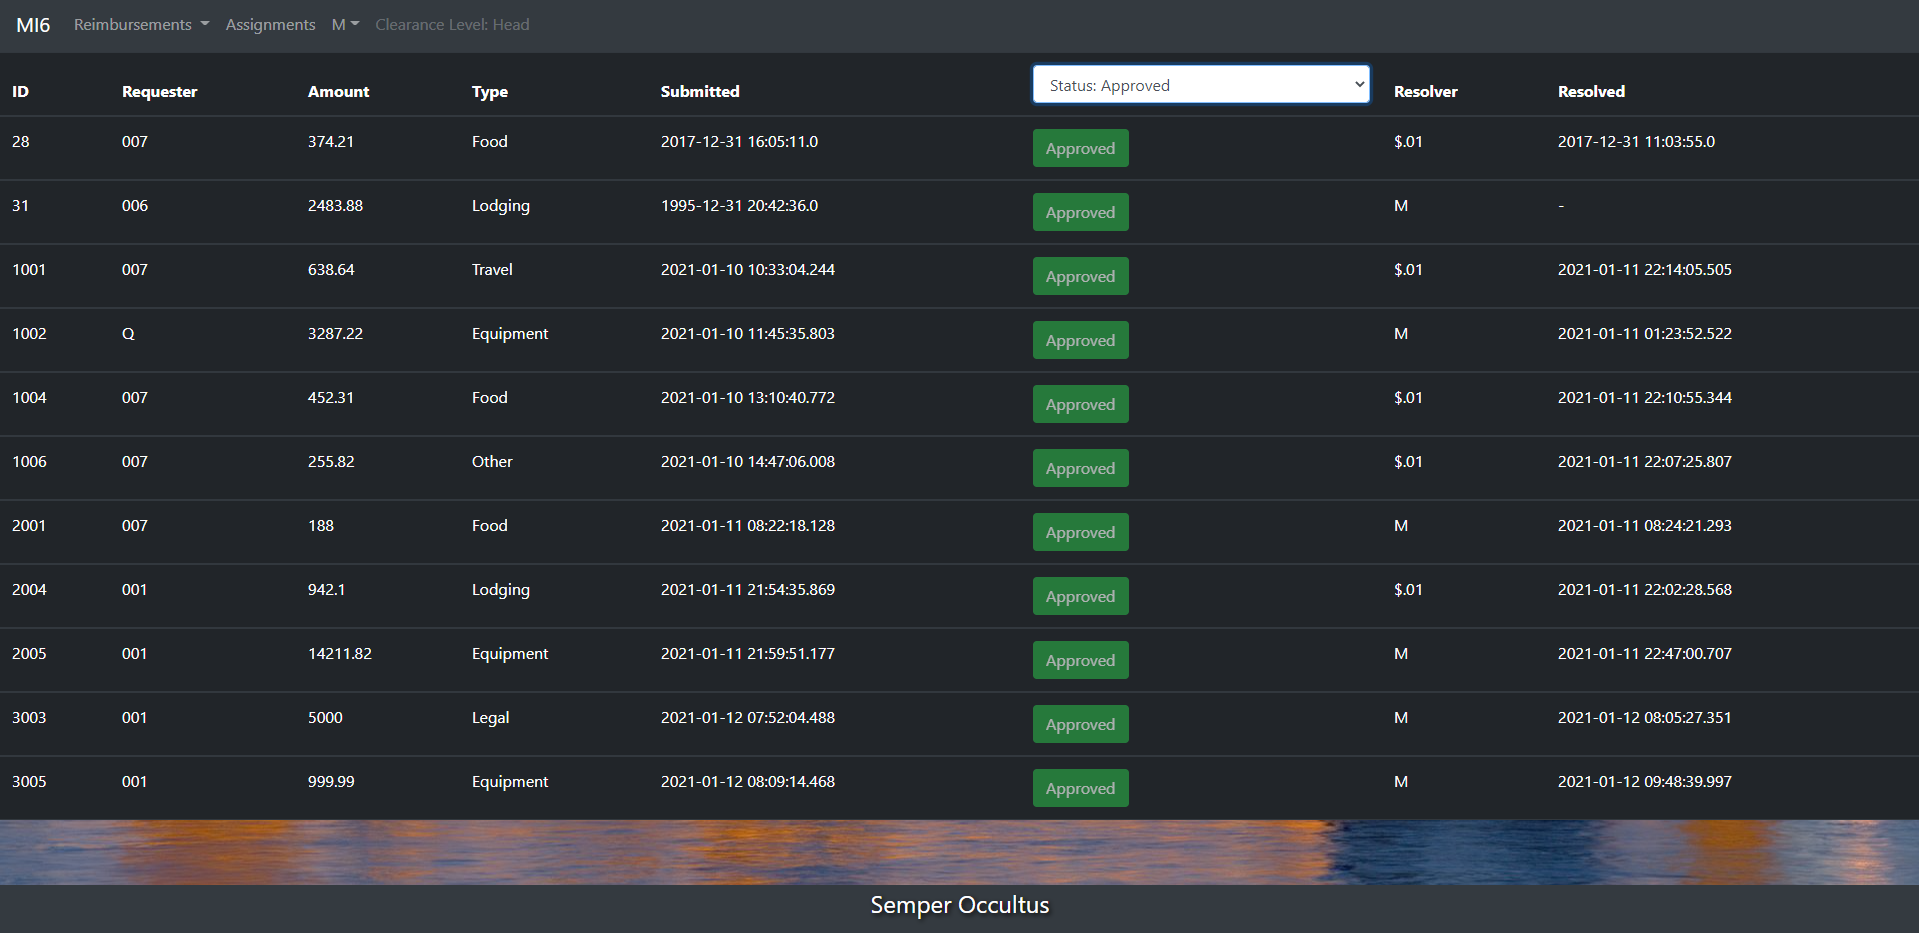 MI6 Reimbursements Assignments M Clearance Level: Head
ID Requester Amount Type Submitted Status: Approved Resolver Resolved
28 007 374.21 Food 2017-12-31 16:05:11.0 Approved $.01 2017-12-31 11:03:55.0
31 006 2483.88 Lodging 1995-12-31 20:42:36.0 Approved M -
1001 007 638.64 Travel 2021-01-10 10:33:04.244 Approved $.01 2021-01-11 22:14:05.505
1002 Q 3287.22 Equipment 2021-01-10 11:45:35.803 Approved M 2021-01-11 01:23:52.522
1004 007 452.31 Food 2021-01-10 13:10:40.772 Approved $.01 2021-01-11 22:10:55.344
1006 007 255.82 Other 2021-01-10 14:47:06.008 Approved $.01 2021-01-11 22:07:25.807
2001 007 188 Food 2021-01-11 08:22:18.128 Approved M 2021-01-11 08:24:21.293
2004 001 942.1 Lodging 2021-01-11 21:54:35.869 Approved $.01 2021-01-11 22:02:28.568
2005 001 14211.82 Equipment 2021-01-11 21:59:51.177 Approved M 2021-01-11 22:47:00.707
3003 001 5000 Legal 2021-01-12 07:52:04.488 Approved M 2021-01-12 08:05:27.351
3005 001 999.99 Equipment 2021-01-12 08:09:14.468 Approved M 2021-01-12 09:48:39.997
Semper Occultus